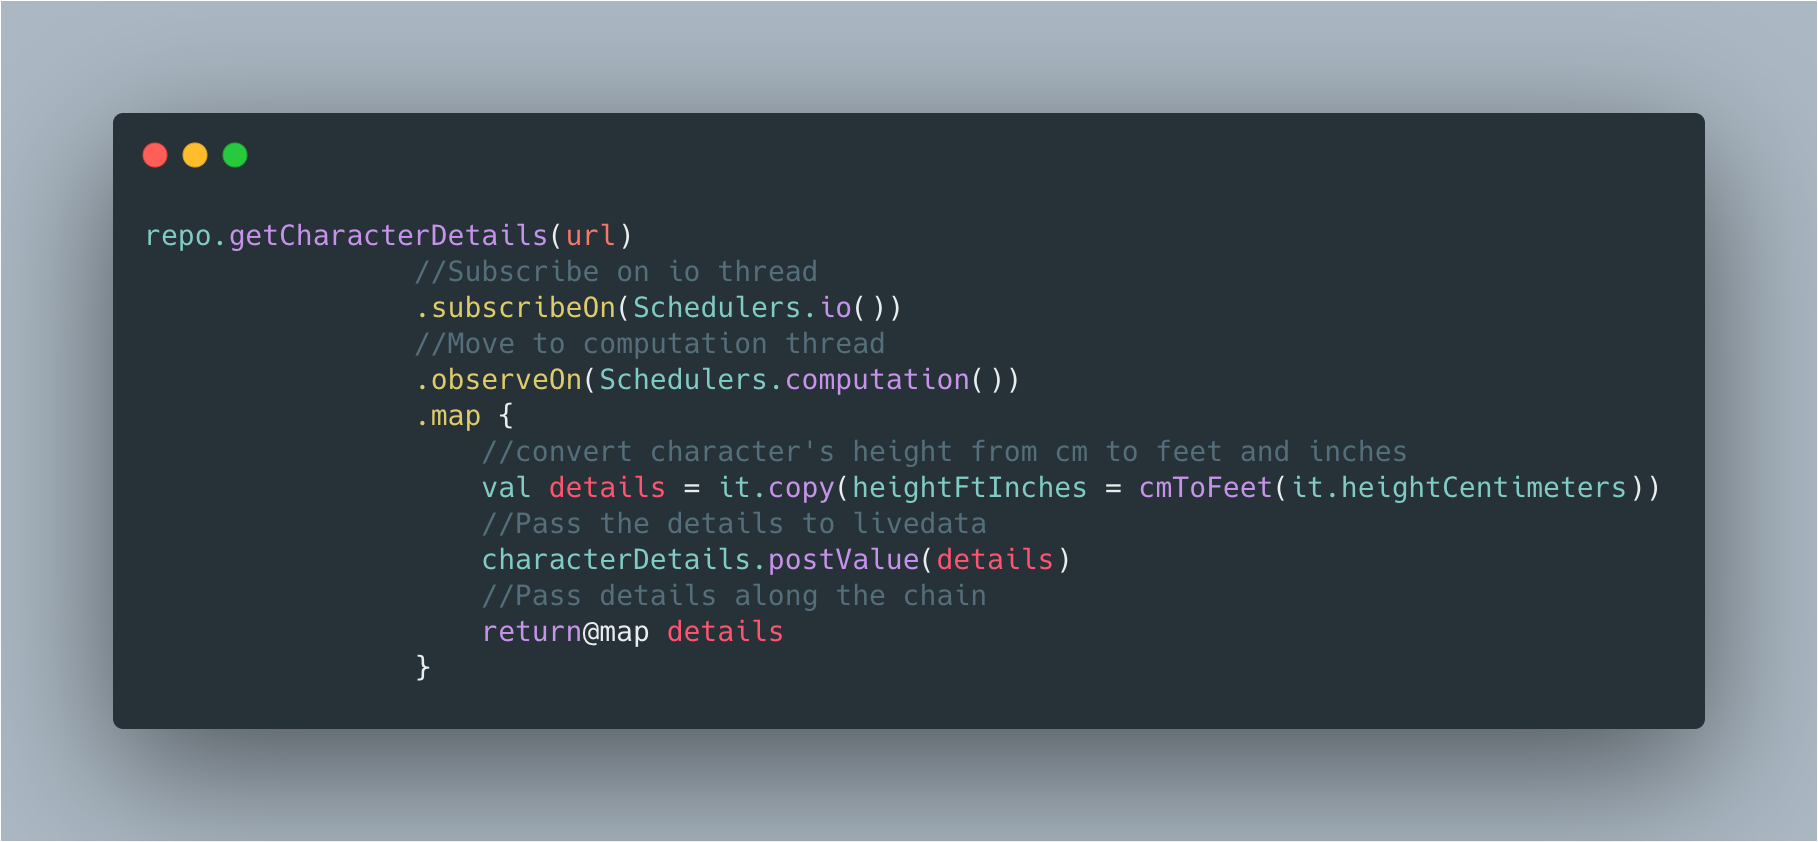 repo.getCharacterDetails(url)
//Subscribe on io thread
.subscribeOn(Schedulers.io())
//Move to computation thread
.observeOn(Schedulers.computation())
.map {
//convert character's height from cm to feet and inches
val details = it.copy(heightFtInches = cmToFeet(it.heightCentimeters))
//Pass the details to livedata
characterDetails.postValue(details)
//Pass details along the chain
return@map details
}